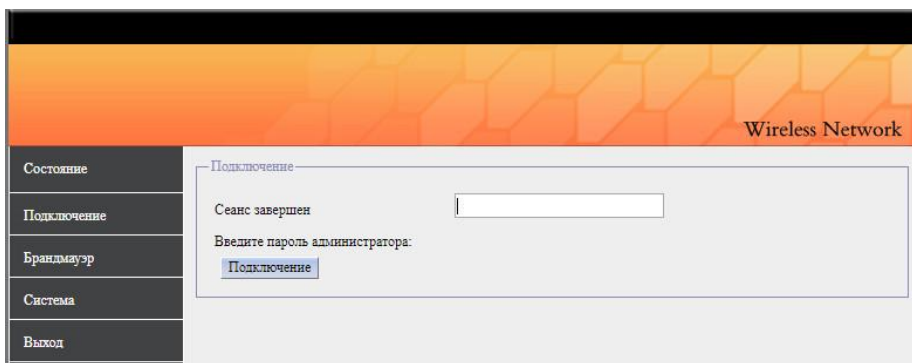 Wireless Network
Состояние
Подключение
Брандмауэр
Система
Выход
Подключение
Сеанс завершен
Введите пароль администратора:
Подключение